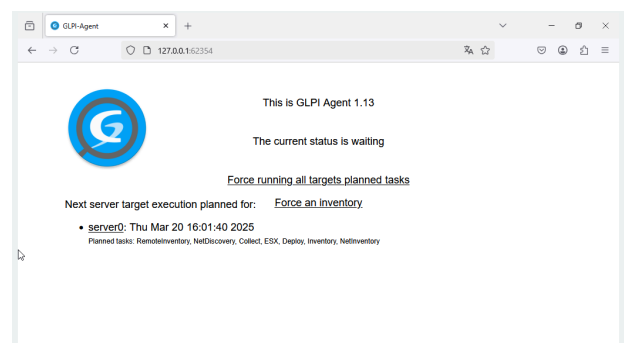 GLPI-Agent
127.0.0.1:62354
This is GLPI Agent 1.13
The current status is waiting
Force running all targets planned tasks
Next server target execution planned for:
Force an inventory
server0: Thu Mar 20 16:01:40 2025
Planned tasks: RemoteInventory, NetDiscovery, Collect, ESX, Deploy, Inventory, NetInventory